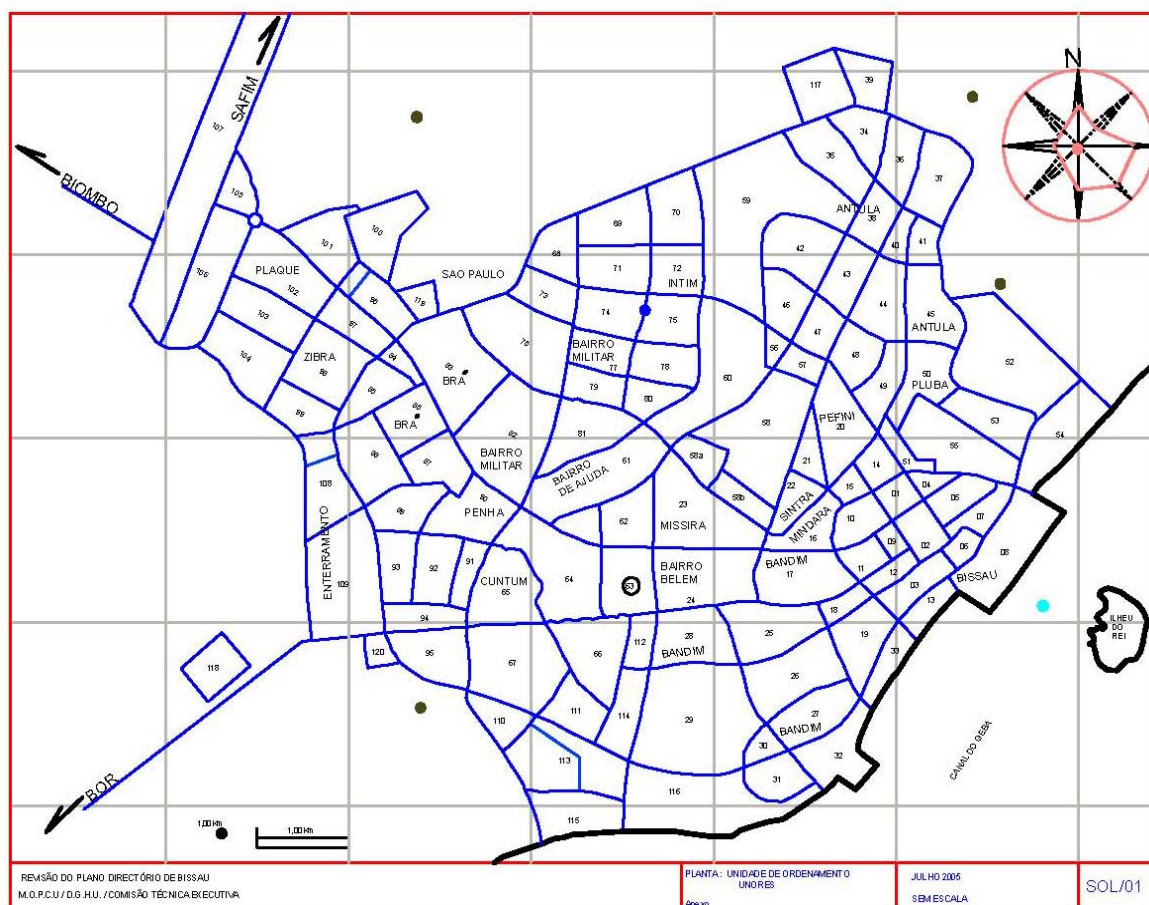 N
SAFIM
BIOMBO
BOR
107
117
39
34
35
36
37
105
106
101
100
PLAQUE
102
103
104
ZIBRA
119
SAO PAULO
59
69
70
68
71
72
INTIM
73
74
75
BAIRRO
MILITAR
77
78
79
80
81
ANTULA
38
42
43
40
41
44
46
47
48
49
45
ANTULA
50
PLUBA
52
53
54
55
56
57
58
60
BRA
BRA
BAIRRO
MILITAR
82
PENHA
BAIRRO
DE AJUDA
61
58a
58b
PEFINI
20
21
22
SINTRA
MINDARA
14
15
16
51
01
04
05
07
10
09
02
06
08
11
12
03
BISSAU
13
23
MISSIRA
62
63
64
BAIRRO
BELEM
24
BANDIM
17
18
19
33
108
ENTERRAMENTO
109
93
92
91
94
CUNTUM
65
95
120
118
67
66
112
28
BANDIM
25
26
27
BANDIM
29
30
31
32
110
111
114
113
115
116
ILHEU
DO
REI
CANAL DO GEBA
1,00 km
1,00 km
REVISÃO DO PLANO DIRECTÓRIO DE BISSAU
M.O.P.C.U / D.G.H.U. / COMISSÃO TÉCNICA EXECUTIVA
PLANTA : UNIDADE DE ORDENAMENTO
UNORES
Anexo
JULHO 2005
SEM ESCALA
SOL/01